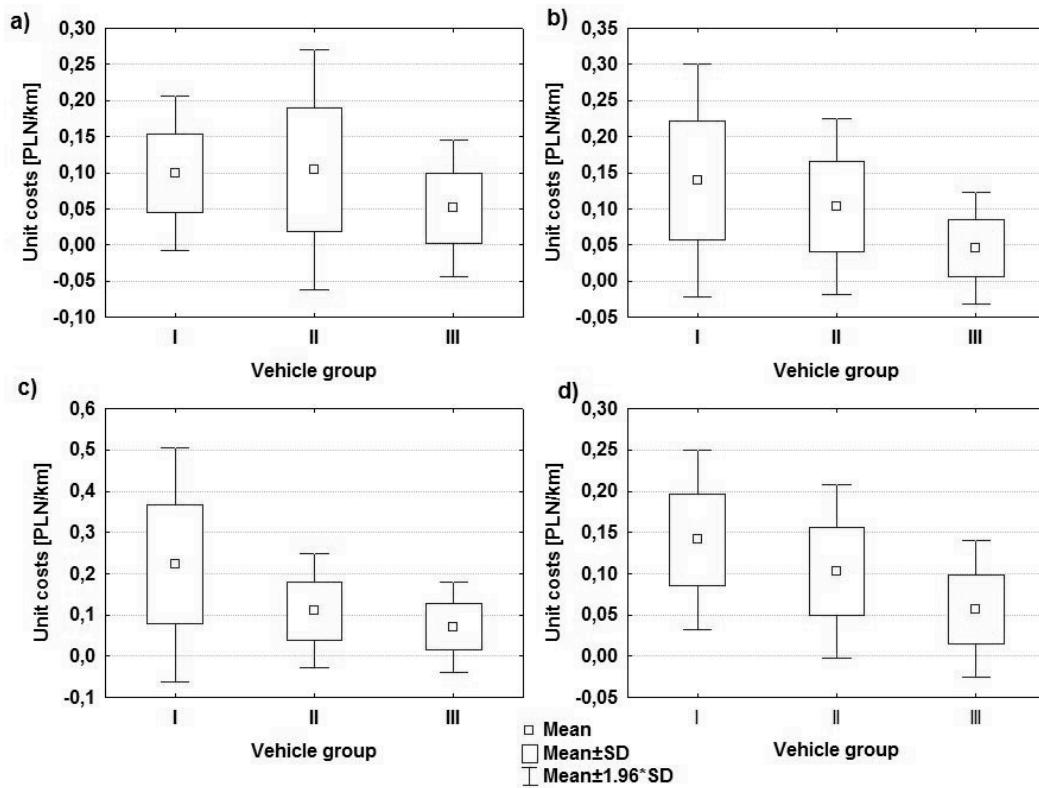 a)
Unit costs [PLN/km]
0,30
0,25
0,20
0,15
0,10
0,05
0,00
-0,05
-0,10
I II III
Vehicle group
b)
Unit costs [PLN/km]
0,35
0,30
0,25
0,20
0,15
0,10
0,05
0,00
-0,05
I II III
Vehicle group
c)
Unit costs [PLN/km]
0,6
0,5
0,4
0,3
0,2
0,1
0,0
-0,1
I II III
Vehicle group
d)
Unit costs [PLN/km]
0,30
0,25
0,20
0,15
0,10
0,05
0,00
-0,05
I II III
Vehicle group
Mean
Mean±SD
Mean±1.96*SD